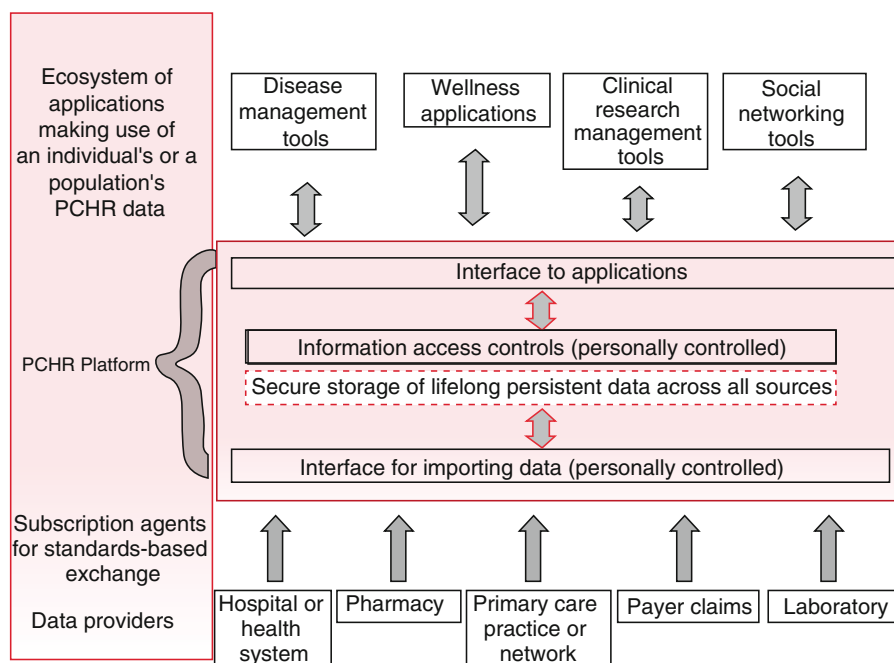 Ecosystem of
applications
making use of
an individual's or a
population's
PCHR data
Disease
management
tools
Wellness
applications
Clinical
research
management
tools
Social
networking
tools
Interface to applications
PCHR Platform
Information access controls (personally controlled)
Secure storage of lifelong persistent data across all sources
Interface for importing data (personally controlled)
Subscription agents
for standards-based
exchange
Data providers
Hospital or
health
system
Pharmacy
Primary care
practice or
network
Payer claims
Laboratory